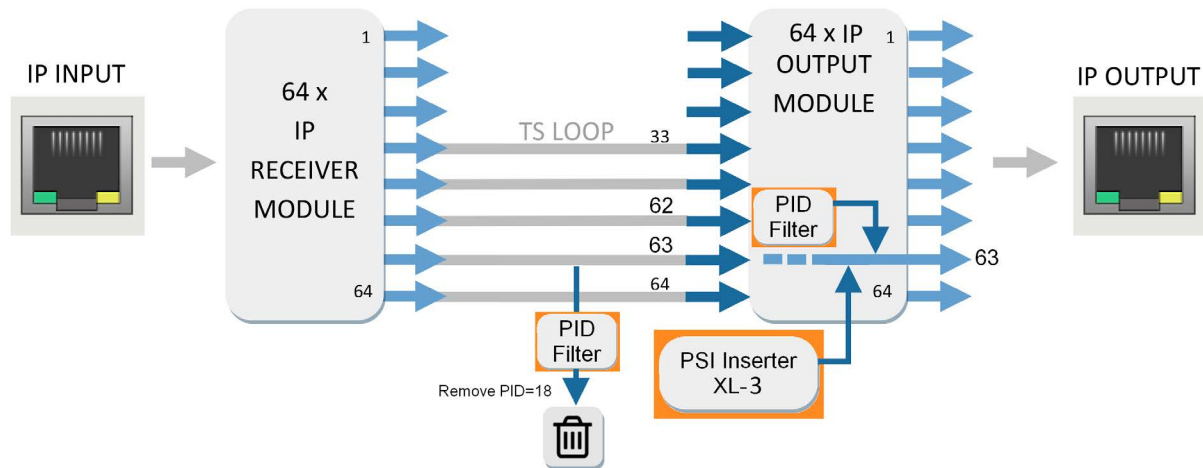 IP INPUT
64 x
IP
RECEIVER
MODULE
1
64
TS LOOP
33
62
63
64
64 x IP
OUTPUT
MODULE
1
64
PID
Filter
63
IP OUTPUT
PID
Filter
Remove PID=18
PSI Inserter
XL-3